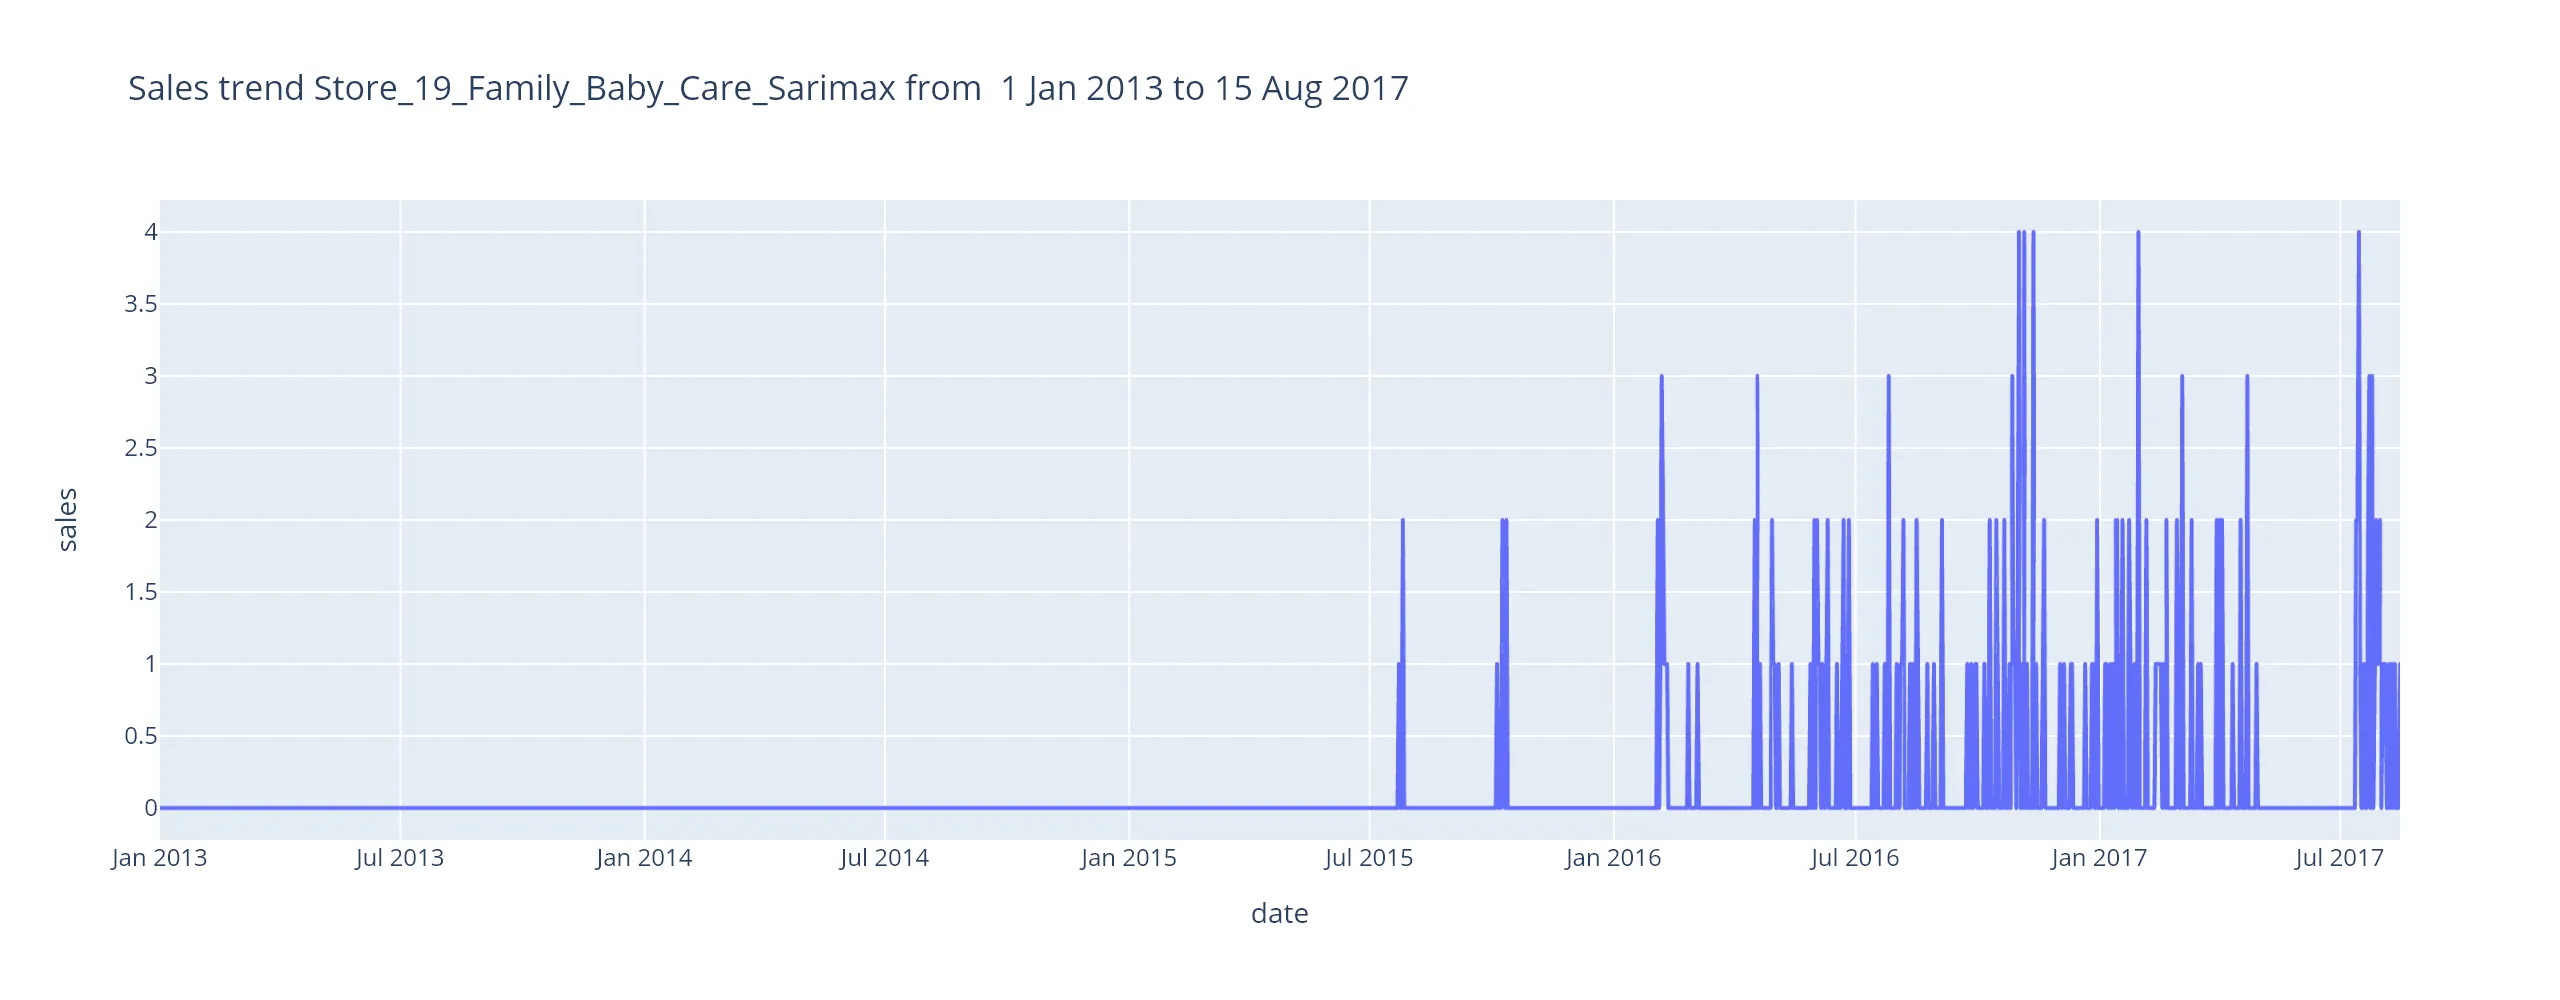 Sales trend Store_19_Family_Baby_Care_Sarimax from  1 Jan 2013 to 15 Aug 2017
4
3.5
3
2.5
2
1.5
1
0.5
0
sales
Jan 2013 Jul 2013 Jan 2014 Jul 2014 Jan 2015 Jul 2015 Jan 2016 Jul 2016 Jan 2017 Jul 2017
date